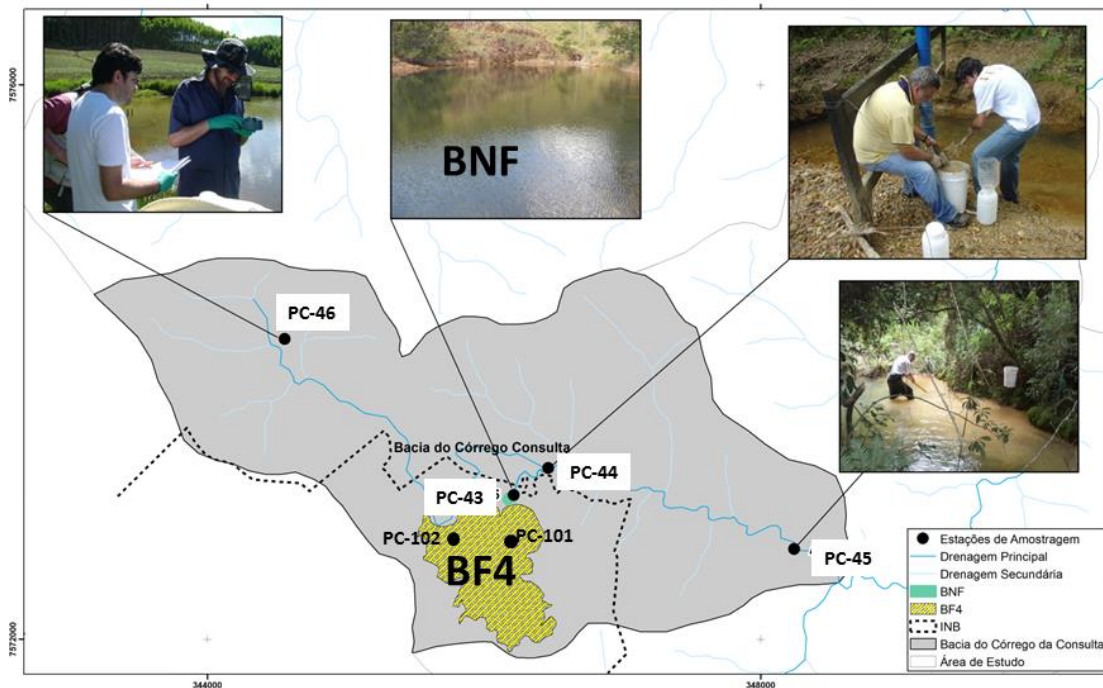 7576000
BNF
PC-46
Bacia do Córrego Consulta
PC-44
PC-43
PC-102
PC-101
BF4
PC-45
Estações de Amostragem
Drenagem Principal
Drenagem Secundária
BNF
BF4
INB
Bacia do Córrego da Consulta
Área de Estudo
7572000
344000
348000